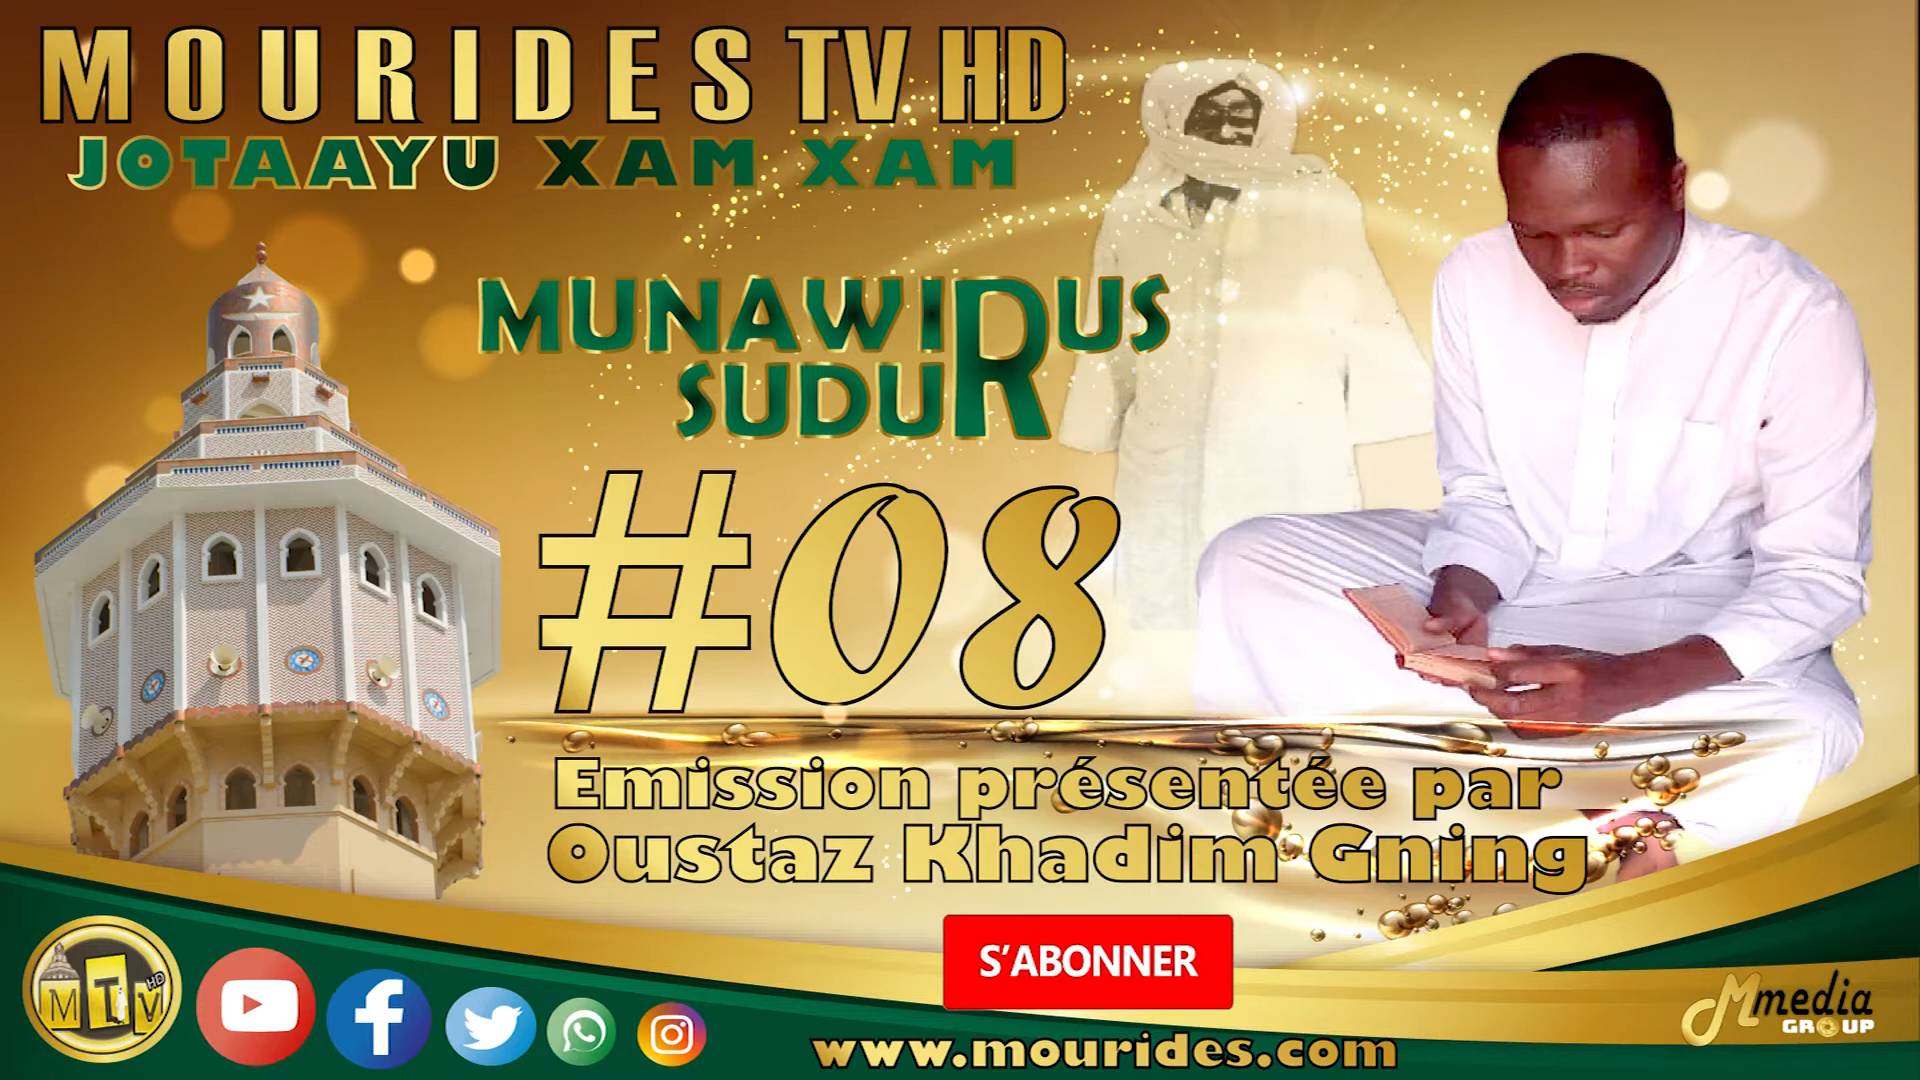 MOURIDES TV HD
JOTAAYU XAM XAM
MUNAWIRUS
SUDUR
#08
Emission présentée par
Oustaz Khadim Gning
S'ABONNER
MTV HD
www.mourides.com
Mmedia
GROUP